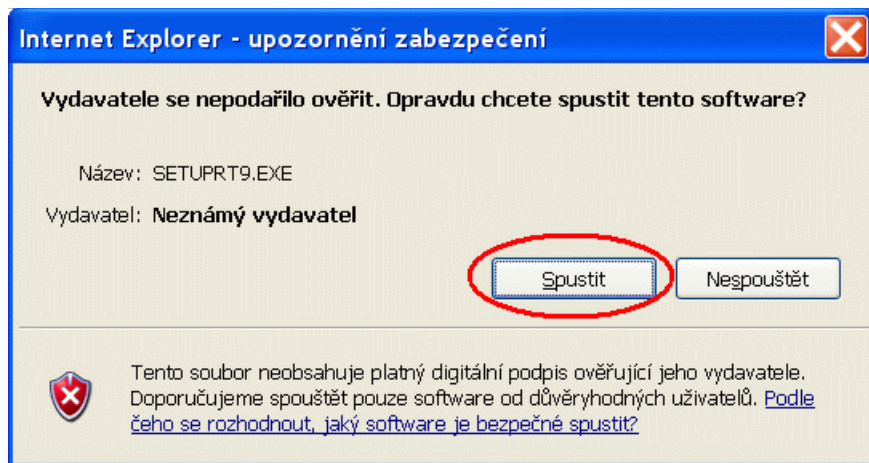 Internet Explorer - upozornění zabezpečení
Vydavatele se nepodařilo ověřit. Opravdu chcete spustit tento software?
Název: SETUPRT9.EXE
Vydavatel: Neznámý vydavatel
Spustit Nespouštět
Tento soubor neobsahuje platný digitální podpis ověřující jeho vydavatele.
Doporučujeme spouštět pouze software od důvěryhodných uživatelů. Podle
čeho se rozhodnout, jaký software je bezpečné spustit?